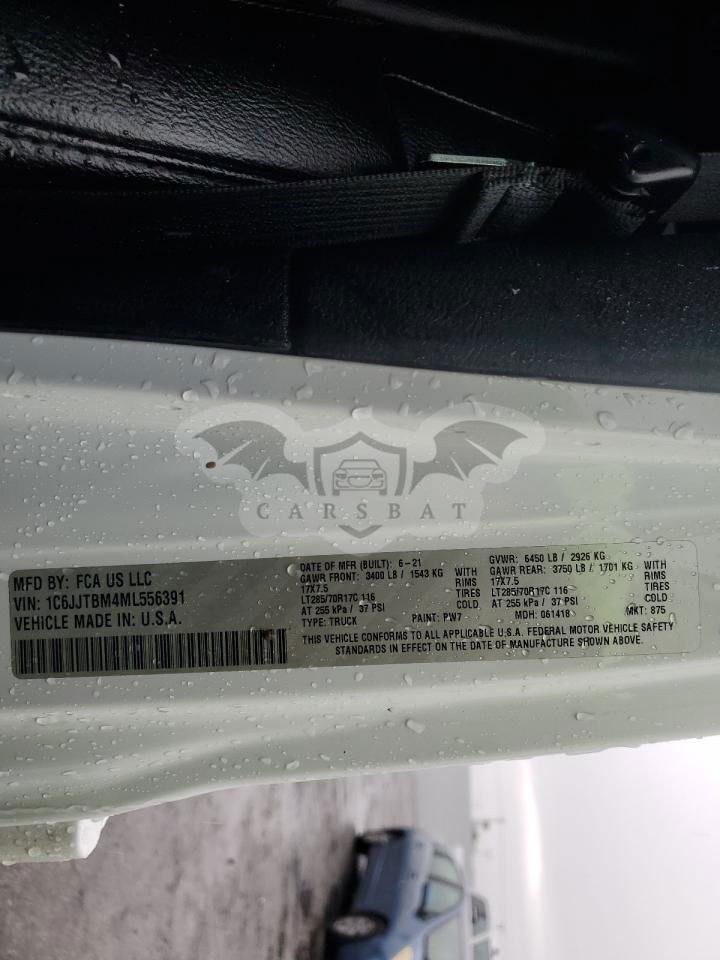 CARSBAT
MFD BY: FCA US LLC
VIN: 1C6JJTBM4ML556391
VEHICLE MADE IN: U.S.A.
DATE OF MFR (BUILT): 6-21
GAWR FRONT: 3400 LB / 1543 KG WITH
17X7.5 RIMS
LT285/70R17C 116 TIRES
AT 255 kPa / 37 PSI COLD
TYPE: TRUCK PAINT: PW7
GVWR: 6450 LB / 2926 KG
GAWR REAR: 3750 LB / 1701 KG WITH
17X7.5 RIMS
LT285/70R17C 116 TIRES
AT 255 kPa / 37 PSI COLD
MDH: 061418 MKT: 875
THIS VEHICLE CONFORMS TO ALL APPLICABLE U.S.A. FEDERAL MOTOR VEHICLE SAFETY
STANDARDS IN EFFECT ON THE DATE OF MANUFACTURE SHOWN ABOVE.